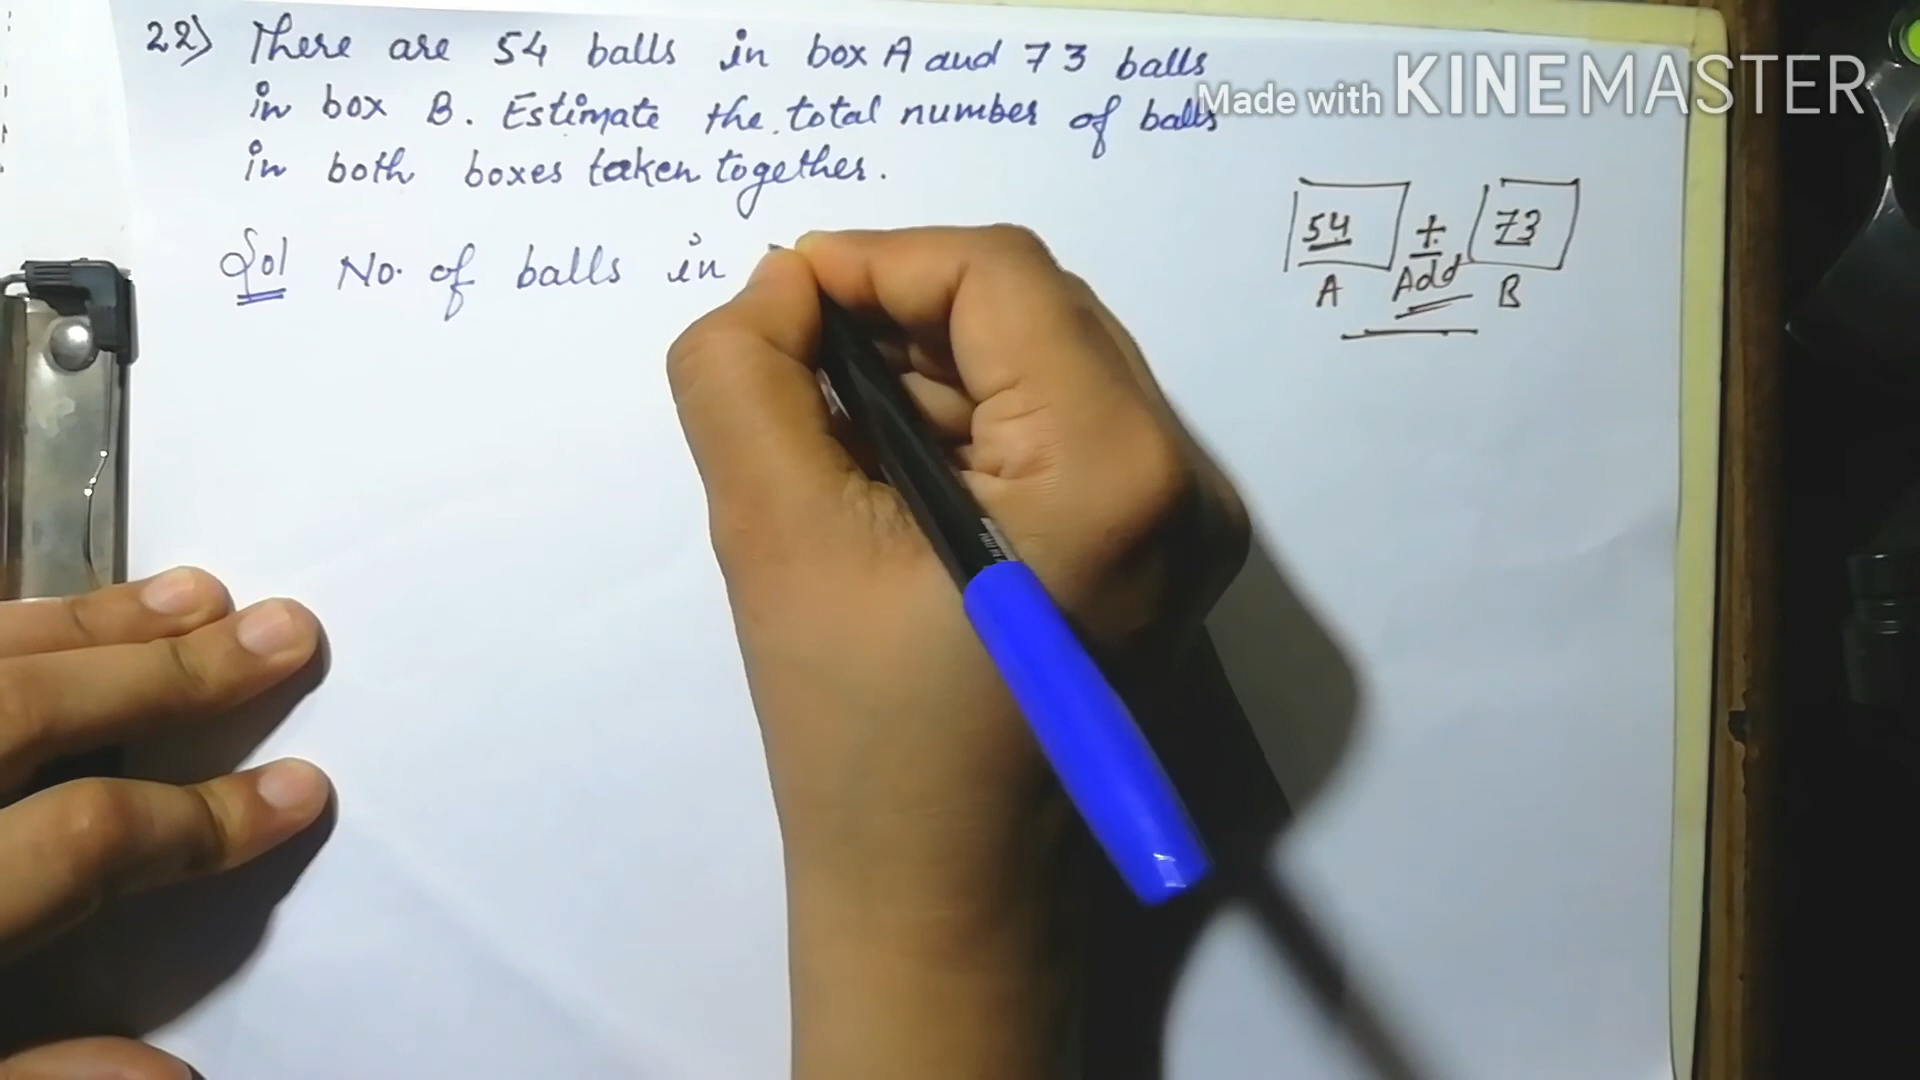 22) There are 54 balls in box A and 73 balls
in box B. Estimate the total number of balls
in both boxes taken together.
Sol No. of balls in
54 + 73
A Add B
Made with KINEMASTER